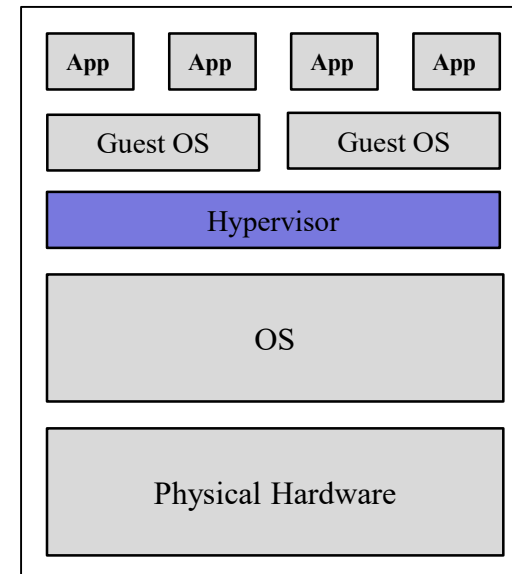 App App App App
Guest OS Guest OS
Hypervisor
OS
Physical Hardware